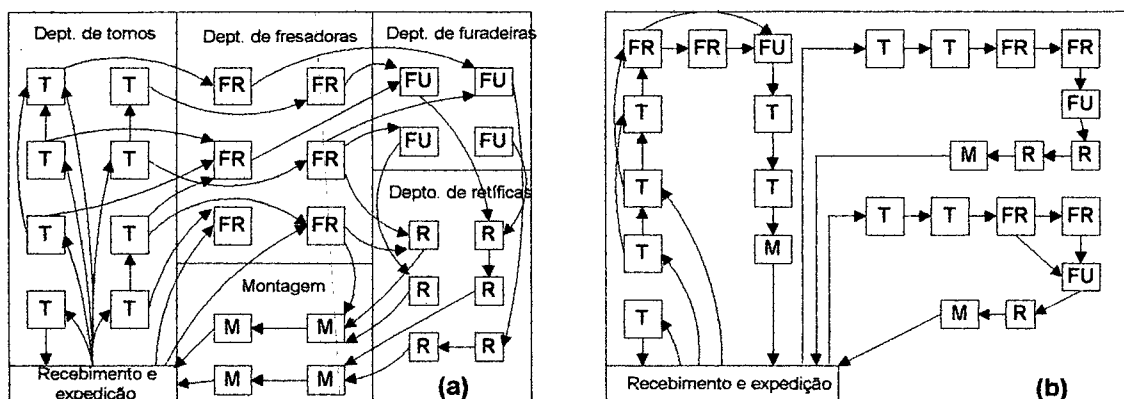 Dept. de tornos Dept. de fresadoras Dept. de furadeiras
T T FR FR FU FU
T T FR FR FU FU
Depto. de retíficas
T T FR FR R R
Montagem
T T M M R R
M M R R
Recebimento e
expedição
(a)
FR FR FU T T FR FR
T T FU
M R R
T T T T FR FR
T M FU
M R
T
Recebimento e expedição
(b)